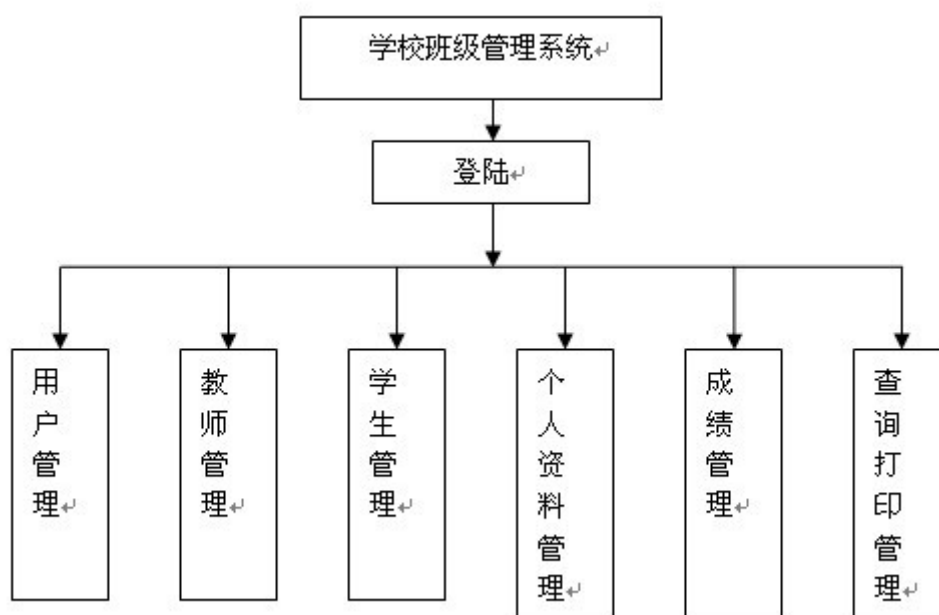 学校班级管理系统
登陆
用户管理
教师管理
学生管理
个人资料管理
成绩管理
查询打印管理